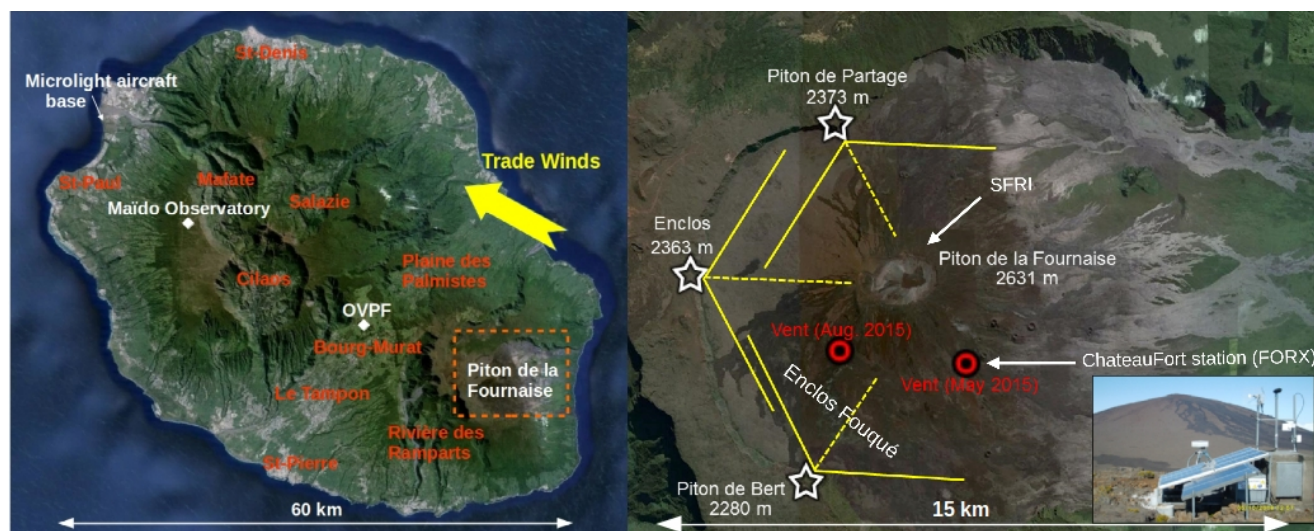 St-Denis
Microlight aircraft
base
Trade Winds
St-Paul
Mafate
Salazie
Maïdo Observatory
Cilaos
Plaine des
Palmistes
OVPF
Bourg-Murat
Piton de la
Fournaise
Le Tampon
Rivière des
Ramparts
St-Pierre
60 km
Piton de Partage
2373 m
SFRI
Enclos
2363 m
Piton de la Fournaise
2631 m
Vent (Aug. 2015)
ChateauFort station (FORX)
Vent (May 2015)
Enclos Fouqué
Piton de Bert
2280 m
15 km